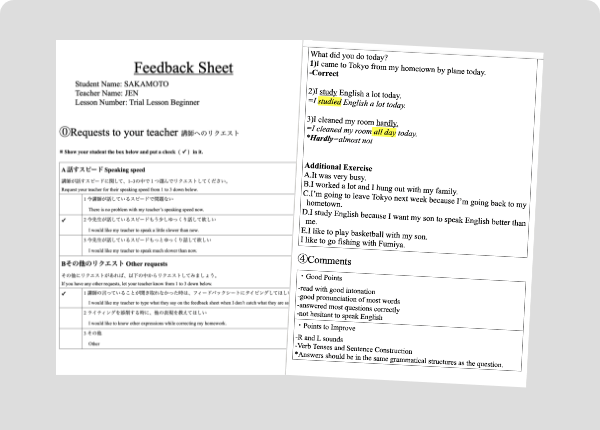 Feedback Sheet
Student Name: SAKAMOTO
Teacher Name: JEN
Lesson Number: Trial Lesson Beginner
⓪Requests to your teacher 講師へのリクエスト
※ Show your student the box below and put a check（✓）in it.
A 話すスピード Speaking speed
講師が話すスピードに関して、1~3の中で1つ選んでリクエストしてください。
Request your teacher for their speaking speed from 1 to 3 down below.
1 今講師が話しているスピードで問題ない
There is no problem with my teacher's speaking speed now.
✓
2 今先生が話しているスピードもう少しゆっくり話して欲しい
I would like my teacher to speak a little slower than now.
3 今先生が話しているスピードもっとゆっくり話して欲しい
I would like my teacher to speak much slower than now.
Bその他のリクエスト Other requests
その他にリクエストがあれば、以下の中からリクエストしてみましょう。
If you have any other requests, let your teacher know from 1 to 3 down below.
✓
1 講師の言っていることが聞き取れなかった時は、フィードバックシートにタイピングしてほ
I would like my teacher to type what they say on the feedback sheet when I don't catch what they are sa
2 ライティングを添削する時に、他の表現を教えてほしい
I would like to know other expressions while correcting my homework.
3 その他
Other
What did you do today?
1)I came to Tokyo from my hometown by plane today.
-Correct
2)I study English a lot today.
=I studied English a lot today.
3)I cleaned my room hardly.
=I cleaned my room all day today.
*Hardly=almost not
Additional Exercise
A.It was very busy.
B.I worked a lot and I hung out with my family.
C.I'm going to leave Tokyo next week because I'm going back to my
hometown.
D.I study English because I want my son to speak English better than
me.
E.I like to play basketball with my son.
I like to go fishing with Fumiya.
④Comments
・Good Points
-read with good intonation
-good pronunciation of most words
-answered most questions correctly
-not hesitant to speak English
・Points to Improve
-R and L sounds
-Verb Tenses and Sentence Construction
*Answers should be in the same grammatical structures as the question.